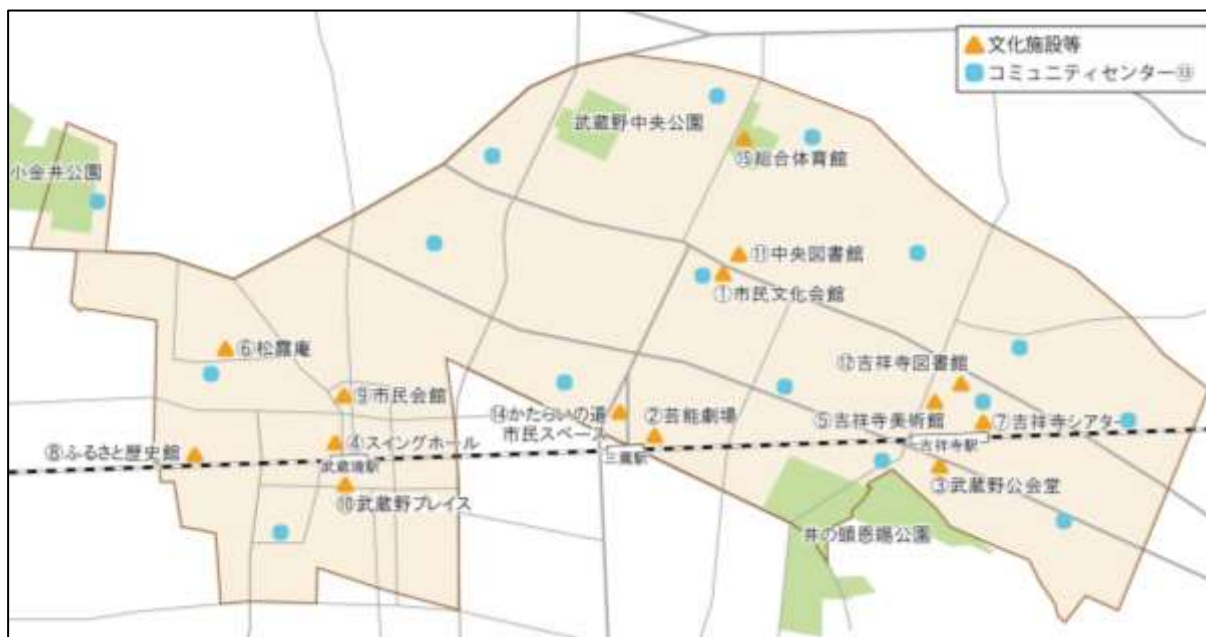 文化施設等
コミュニティセンター⑬
武蔵野中央公園
⑮総合体育館
小金井公園
⑪中央図書館
①市民文化会館
⑥松露庵
⑫吉祥寺図書館
⑨市民会館
⑭かたらいの道
市民スペース
②芸能劇場
⑤吉祥寺美術館
⑦吉祥寺シアター
④スイングホール
⑧ふるさと歴史館
武蔵境駅
三鷹駅
吉祥寺駅
③武蔵野公会堂
⑩武蔵野プレイス
井の頭恩賜公園